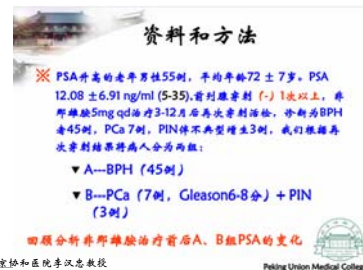 资料和方法
※ PSA升高的老年男性55例，平均年龄72 ± 7岁。PSA
12.08 ±6.91 ng/ml (5-35).前列腺穿刺 (-) 1次以上，非
那雄胺5mg qd治疗3-12月后再次穿刺活检，诊断为BPH
者45例，PCa 7例，PIN伴不典型增生3例，我们根据再
次穿刺结果将病人分为两组：
▼ A---BPH（45例）
▼ B---PCa（7例，Gleason6-8分）+ PIN
（3例）
回顾分析非那雄胺治疗前后A、B组PSA的变化
京协和医院李汉忠教授
Peking Union Medical College